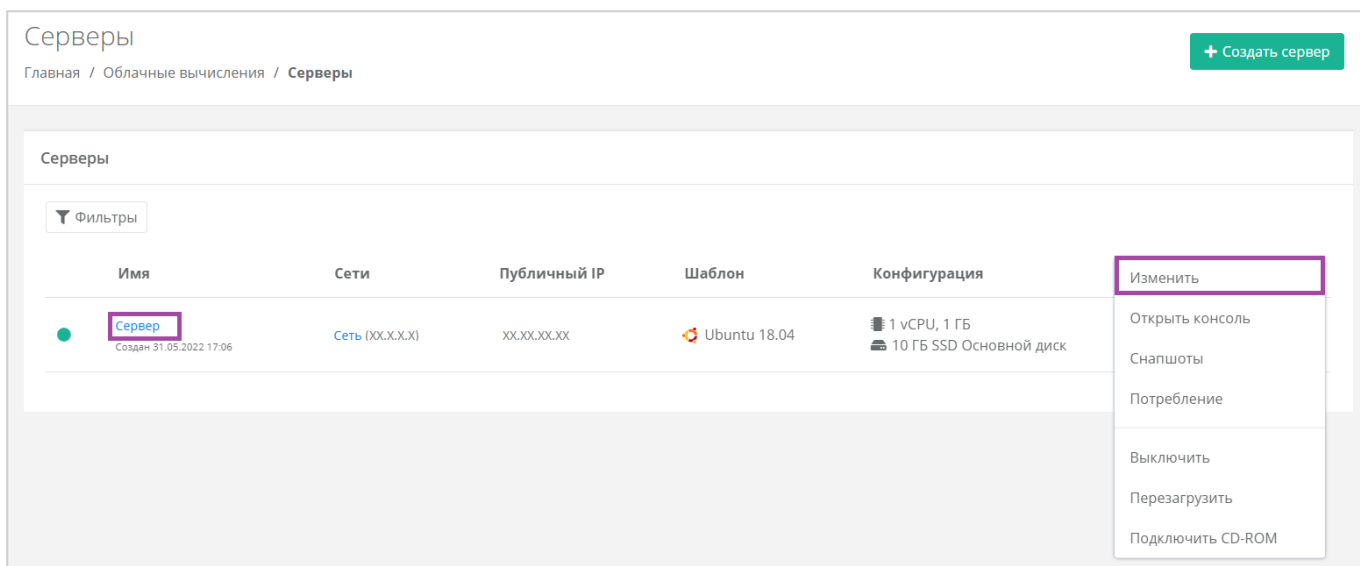 Серверы
+ Создать сервер
Главная / Облачные вычисления / Серверы
Серверы
Фильтры
Имя Сети Публичный IP Шаблон Конфигурация
Сервер
Создан 31.05.2022 17:06
Сеть (XX.X.X.X)
XX.XX.XX.XX
Ubuntu 18.04
1 vCPU, 1 ГБ
10 ГБ SSD Основной диск
Изменить
Открыть консоль
Снапшоты
Потребление
Выключить
Перезагрузить
Подключить CD-ROM